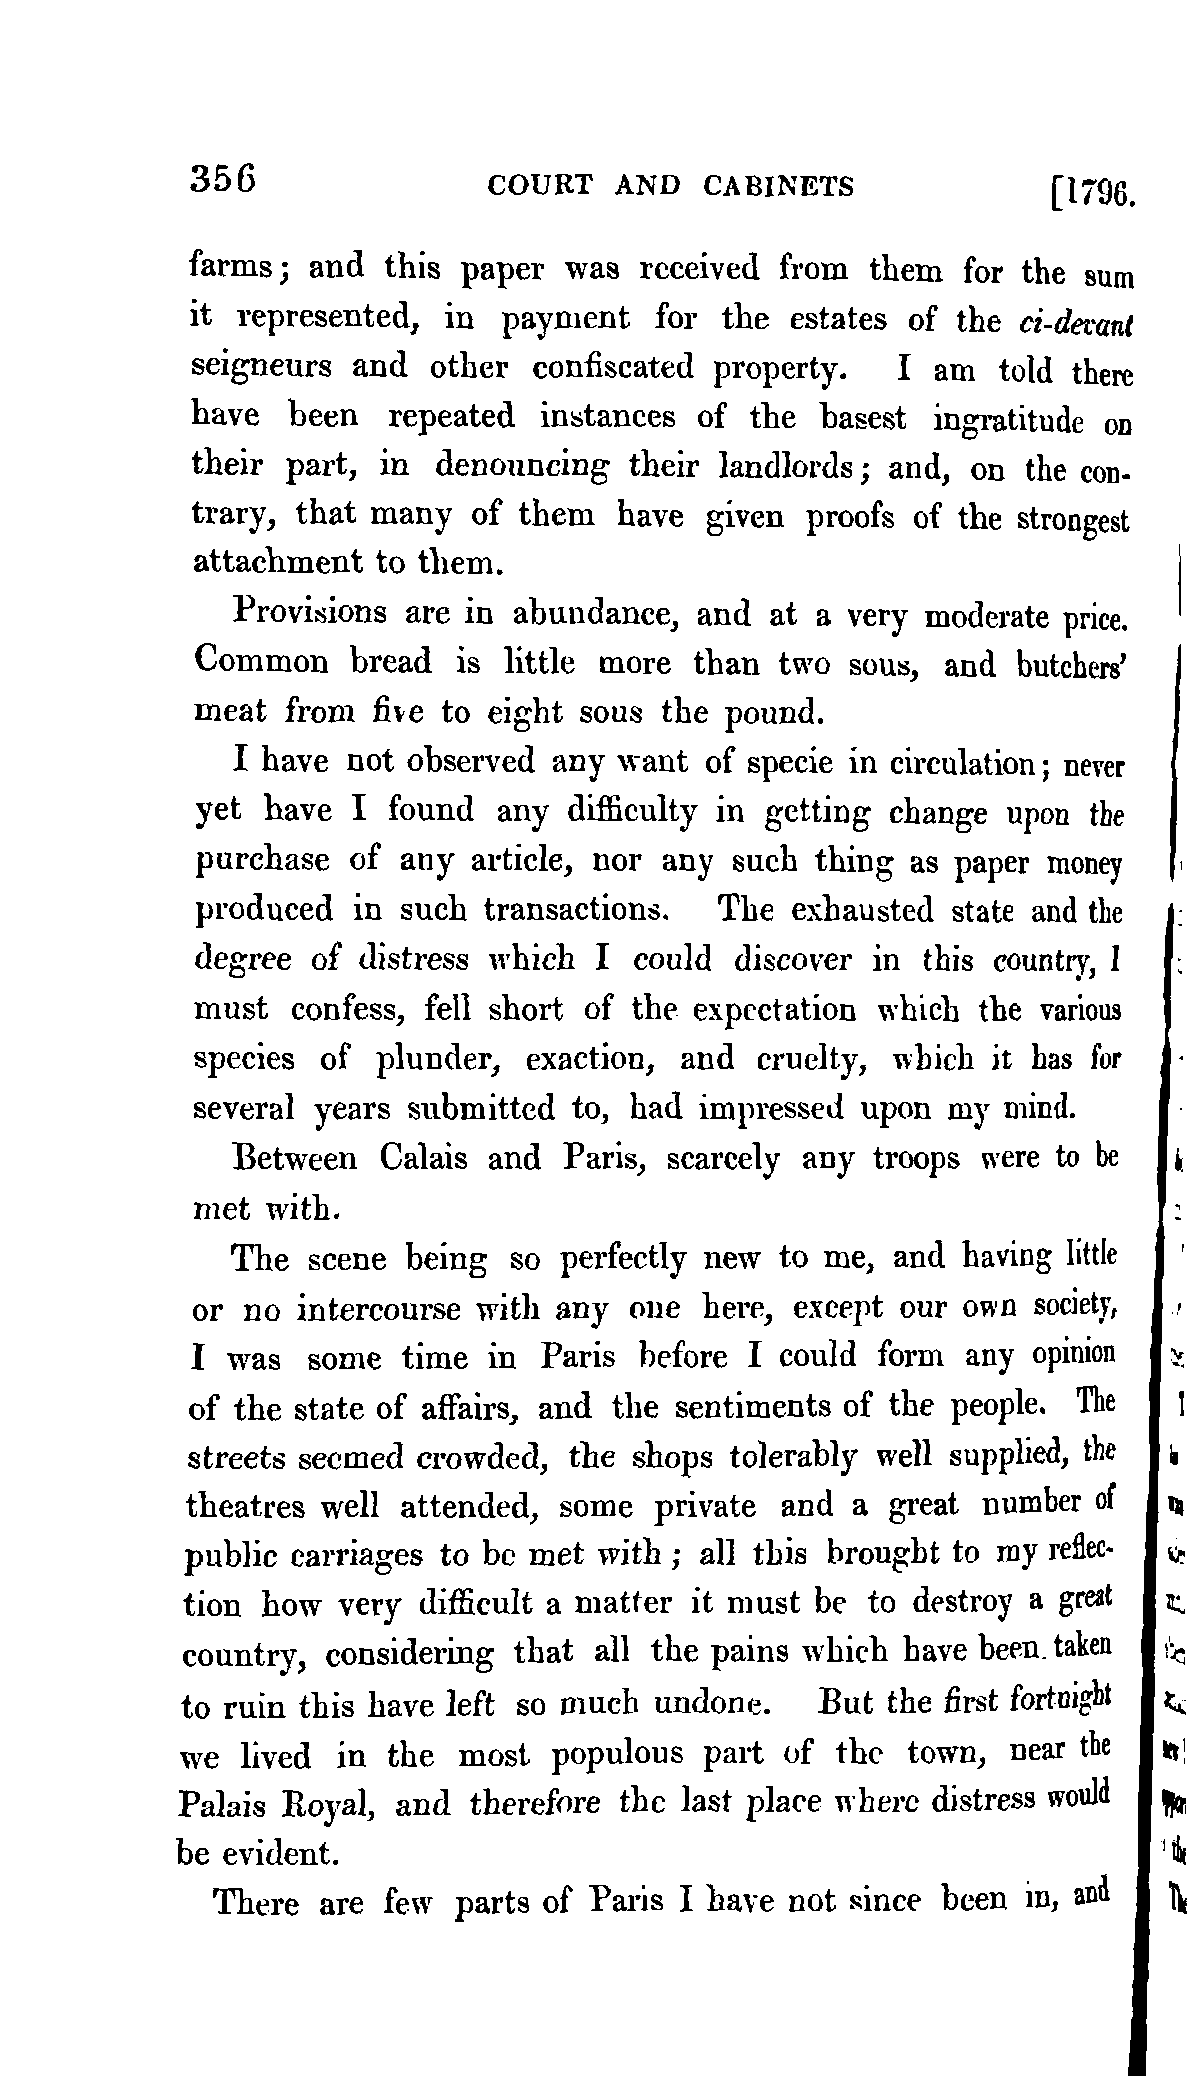 356 COURT AND CABINETS [1796.
farms; and this paper was received from them for the sum
it represented, in payment for the estates of the ci-devant
seigneurs and other confiscated property. I am told there
have been repeated instances of the basest ingratitude on
their part, in denouncing their landlords; and, on the con-
trary, that many of them have given proofs of the strongest
attachment to them.
Provisions are in abundance, and at a very moderate price.
Common bread is little more than two sous, and butchers'
meat from five to eight sous the pound.
I have not observed any want of specie in circulation; never
yet have I found any difficulty in getting change upon the
purchase of any article, nor any such thing as paper money
produced in such transactions. The exhausted state and the
degree of distress which I could discover in this country, I
must confess, fell short of the expectation which the various
species of plunder, exaction, and cruelty, which it has for
several years submitted to, had impressed upon my mind.
Between Calais and Paris, scarcely any troops were to be
met with.
The scene being so perfectly new to me, and having little
or no intercourse with any one here, except our own society,
I was some time in Paris before I could form any opinion
of the state of affairs, and the sentiments of the people. The
streets seemed crowded, the shops tolerably well supplied, the
theatres well attended, some private and a great number of
public carriages to be met with; all this brought to my reflec-
tion how very difficult a matter it must be to destroy a great
country, considering that all the pains which have been taken
to ruin this have left so much undone. But the first fortnight
we lived in the most populous part of the town, near the
Palais Royal, and therefore the last place where distress would
be evident.
There are few parts of Paris I have not since been in, and